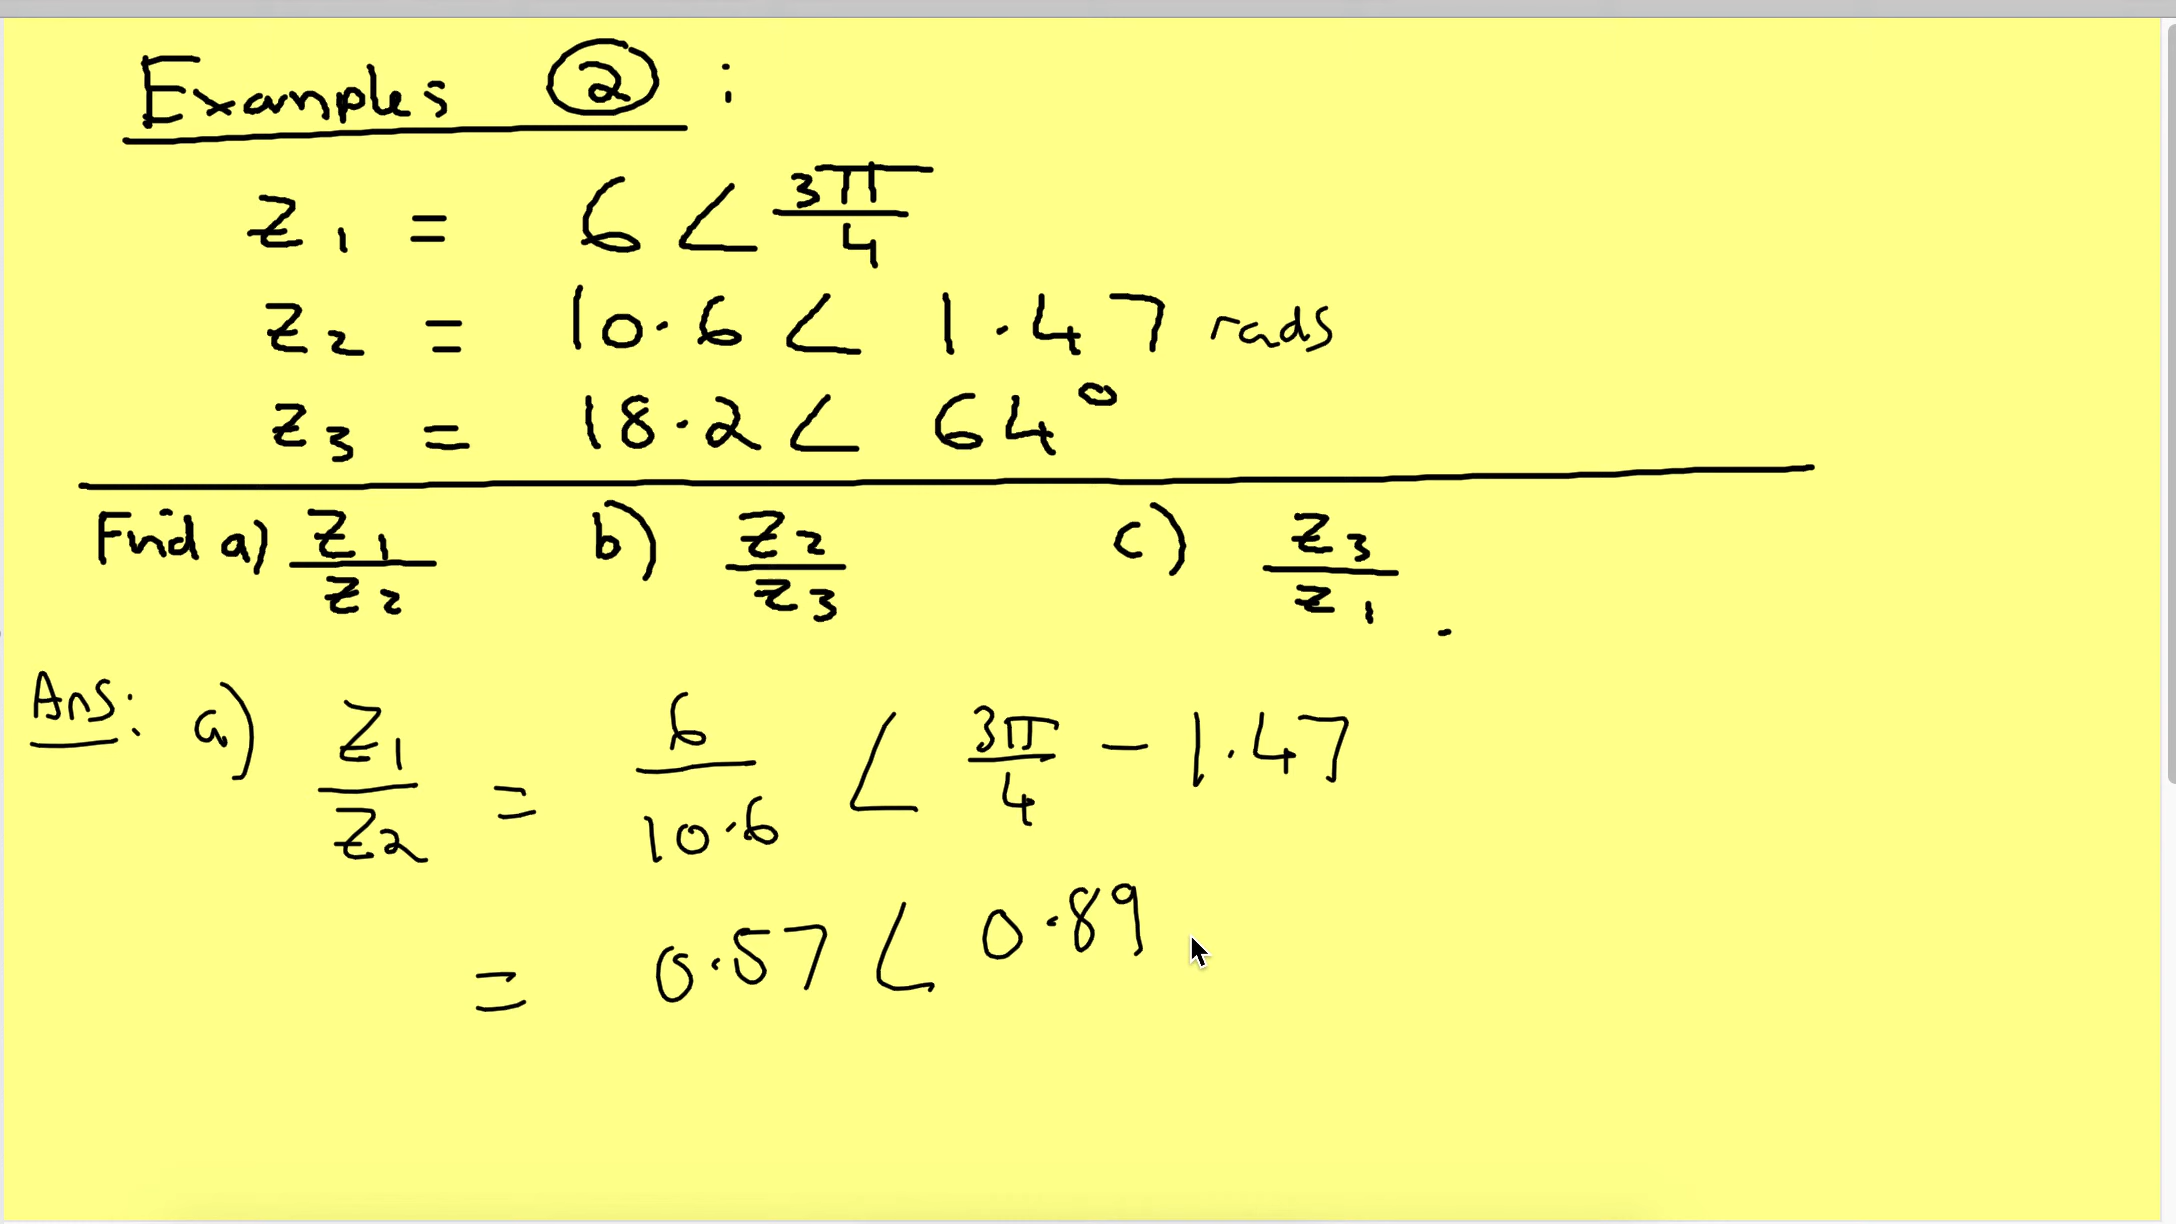 Examples ② :
z₁ = 6 ∠ 3π/4
z₂ = 10.6 ∠ 1.47 rads
z₃ = 18.2 ∠ 64°
Find a) z₁/z₂ b) z₂/z₃ c) z₃/z₁ .
Ans: a) z₁/z₂ = 6/10.6 ∠ 3π/4 − 1.47
= 0.57 ∠ 0.89